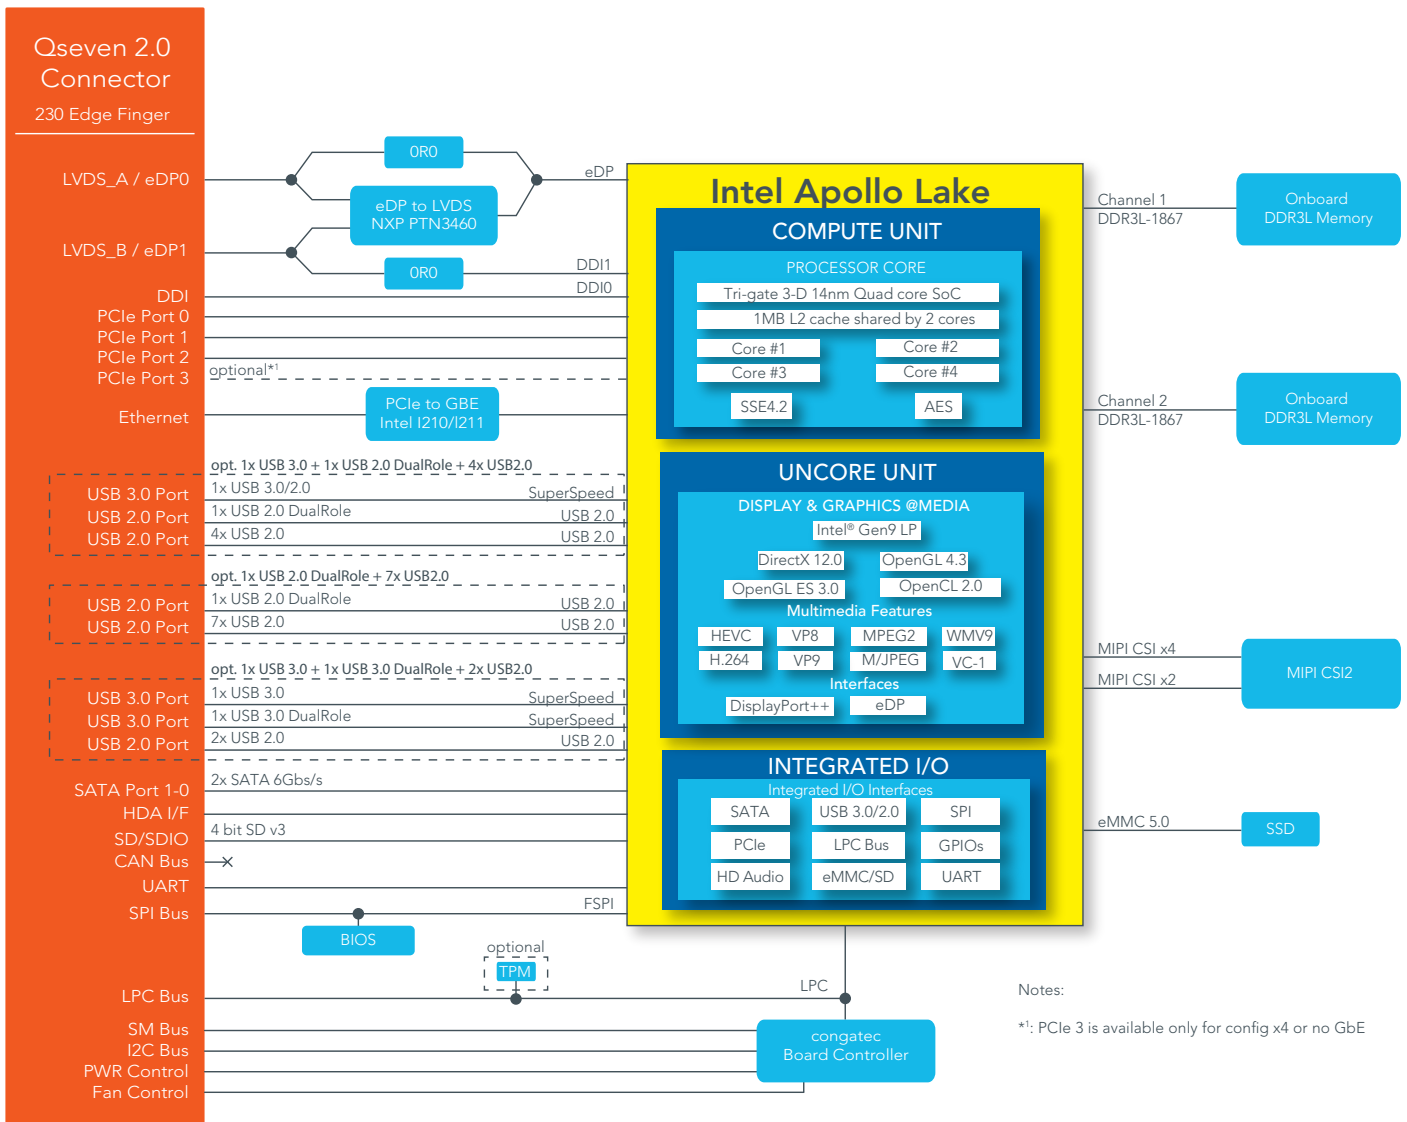 Qseven 2.0
Connector
230 Edge Finger
LVDS_A / eDP0
LVDS_B / eDP1
DDI
PCIe Port 0
PCIe Port 1
PCIe Port 2
PCIe Port 3
Ethernet
USB 3.0 Port
USB 2.0 Port
USB 2.0 Port
USB 2.0 Port
USB 2.0 Port
USB 3.0 Port
USB 3.0 Port
USB 2.0 Port
SATA Port 1-0
HDA I/F
SD/SDIO
CAN Bus
UART
SPI Bus
LPC Bus
SM Bus
I2C Bus
PWR Control
Fan Control
0R0
eDP to LVDS
NXP PTN3460
0R0
eDP
DDI1
DDI0
optional*1
PCIe to GBE
Intel I210/I211
opt. 1x USB 3.0 + 1x USB 2.0 DualRole + 4x USB2.0
1x USB 3.0/2.0
SuperSpeed
1x USB 2.0 DualRole
USB 2.0
4x USB 2.0
USB 2.0
opt. 1x USB 2.0 DualRole + 7x USB2.0
1x USB 2.0 DualRole
USB 2.0
7x USB 2.0
USB 2.0
opt. 1x USB 3.0 + 1x USB 3.0 DualRole + 2x USB2.0
1x USB 3.0
SuperSpeed
1x USB 3.0 DualRole
SuperSpeed
2x USB 2.0
USB 2.0
2x SATA 6Gbs/s
4 bit SD v3
FSPI
BIOS
optional
TPM
LPC
congatec
Board Controller
Intel Apollo Lake
COMPUTE UNIT
PROCESSOR CORE
Tri-gate 3-D 14nm Quad core SoC
1MB L2 cache shared by 2 cores
Core #1
Core #2
Core #3
Core #4
SSE4.2
AES
UNCORE UNIT
DISPLAY & GRAPHICS @MEDIA
Intel® Gen9 LP
DirectX 12.0
OpenGL 4.3
OpenGL ES 3.0
OpenCL 2.0
Multimedia Features
HEVC
VP8
MPEG2
WMV9
H.264
VP9
M/JPEG
VC-1
Interfaces
DisplayPort++
eDP
INTEGRATED I/O
Integrated I/O Interfaces
SATA
USB 3.0/2.0
SPI
PCIe
LPC Bus
GPIOs
HD Audio
eMMC/SD
UART
Channel 1
DDR3L-1867
Onboard
DDR3L Memory
Channel 2
DDR3L-1867
Onboard
DDR3L Memory
MIPI CSI x4
MIPI CSI x2
MIPI CSI2
eMMC 5.0
SSD
Notes:
*1: PCIe 3 is available only for config x4 or no GbE